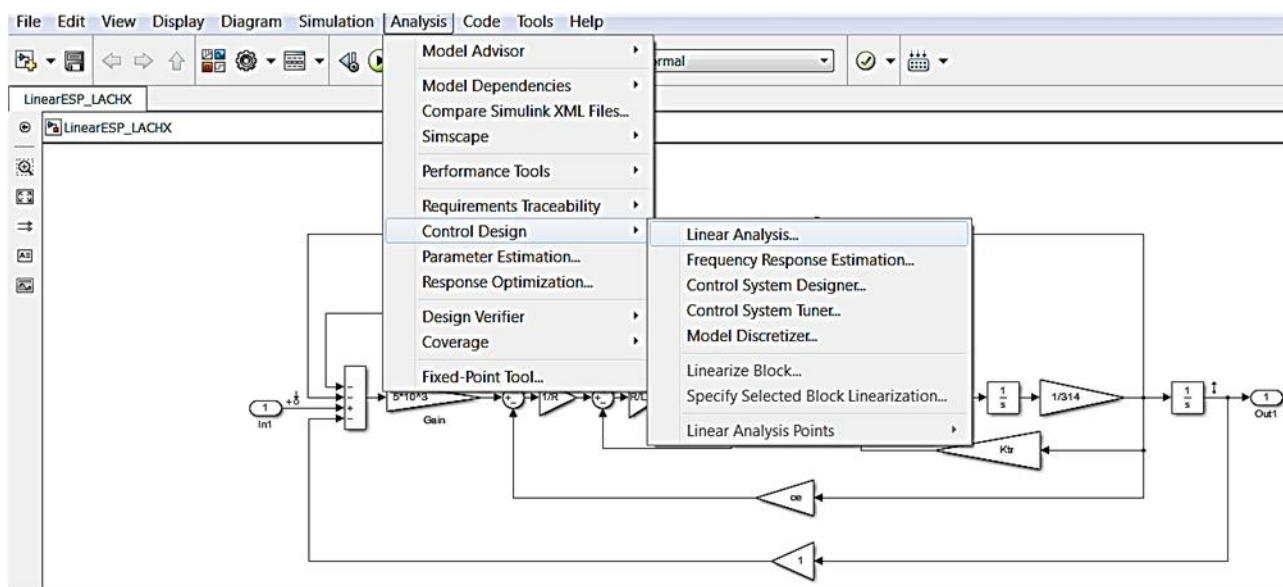 File Edit View Display Diagram Simulation Analysis Code Tools Help
rmal
LinearESP_LACHX
LinearESP_LACHX
Model Advisor
Model Dependencies
Compare Simulink XML Files...
Simscape
Performance Tools
Requirements Traceability
Control Design
Parameter Estimation...
Response Optimization...
Design Verifier
Coverage
Fixed-Point Tool...
Linear Analysis...
Frequency Response Estimation...
Control System Designer...
Control System Tuner...
Model Discretizer...
Linearize Block...
Specify Selected Block Linearization...
Linear Analysis Points
1
In1
5*10^3
Gain
1/R
R/L
1
s
1/314
1
s
1
Out1
Ktr
ce
1